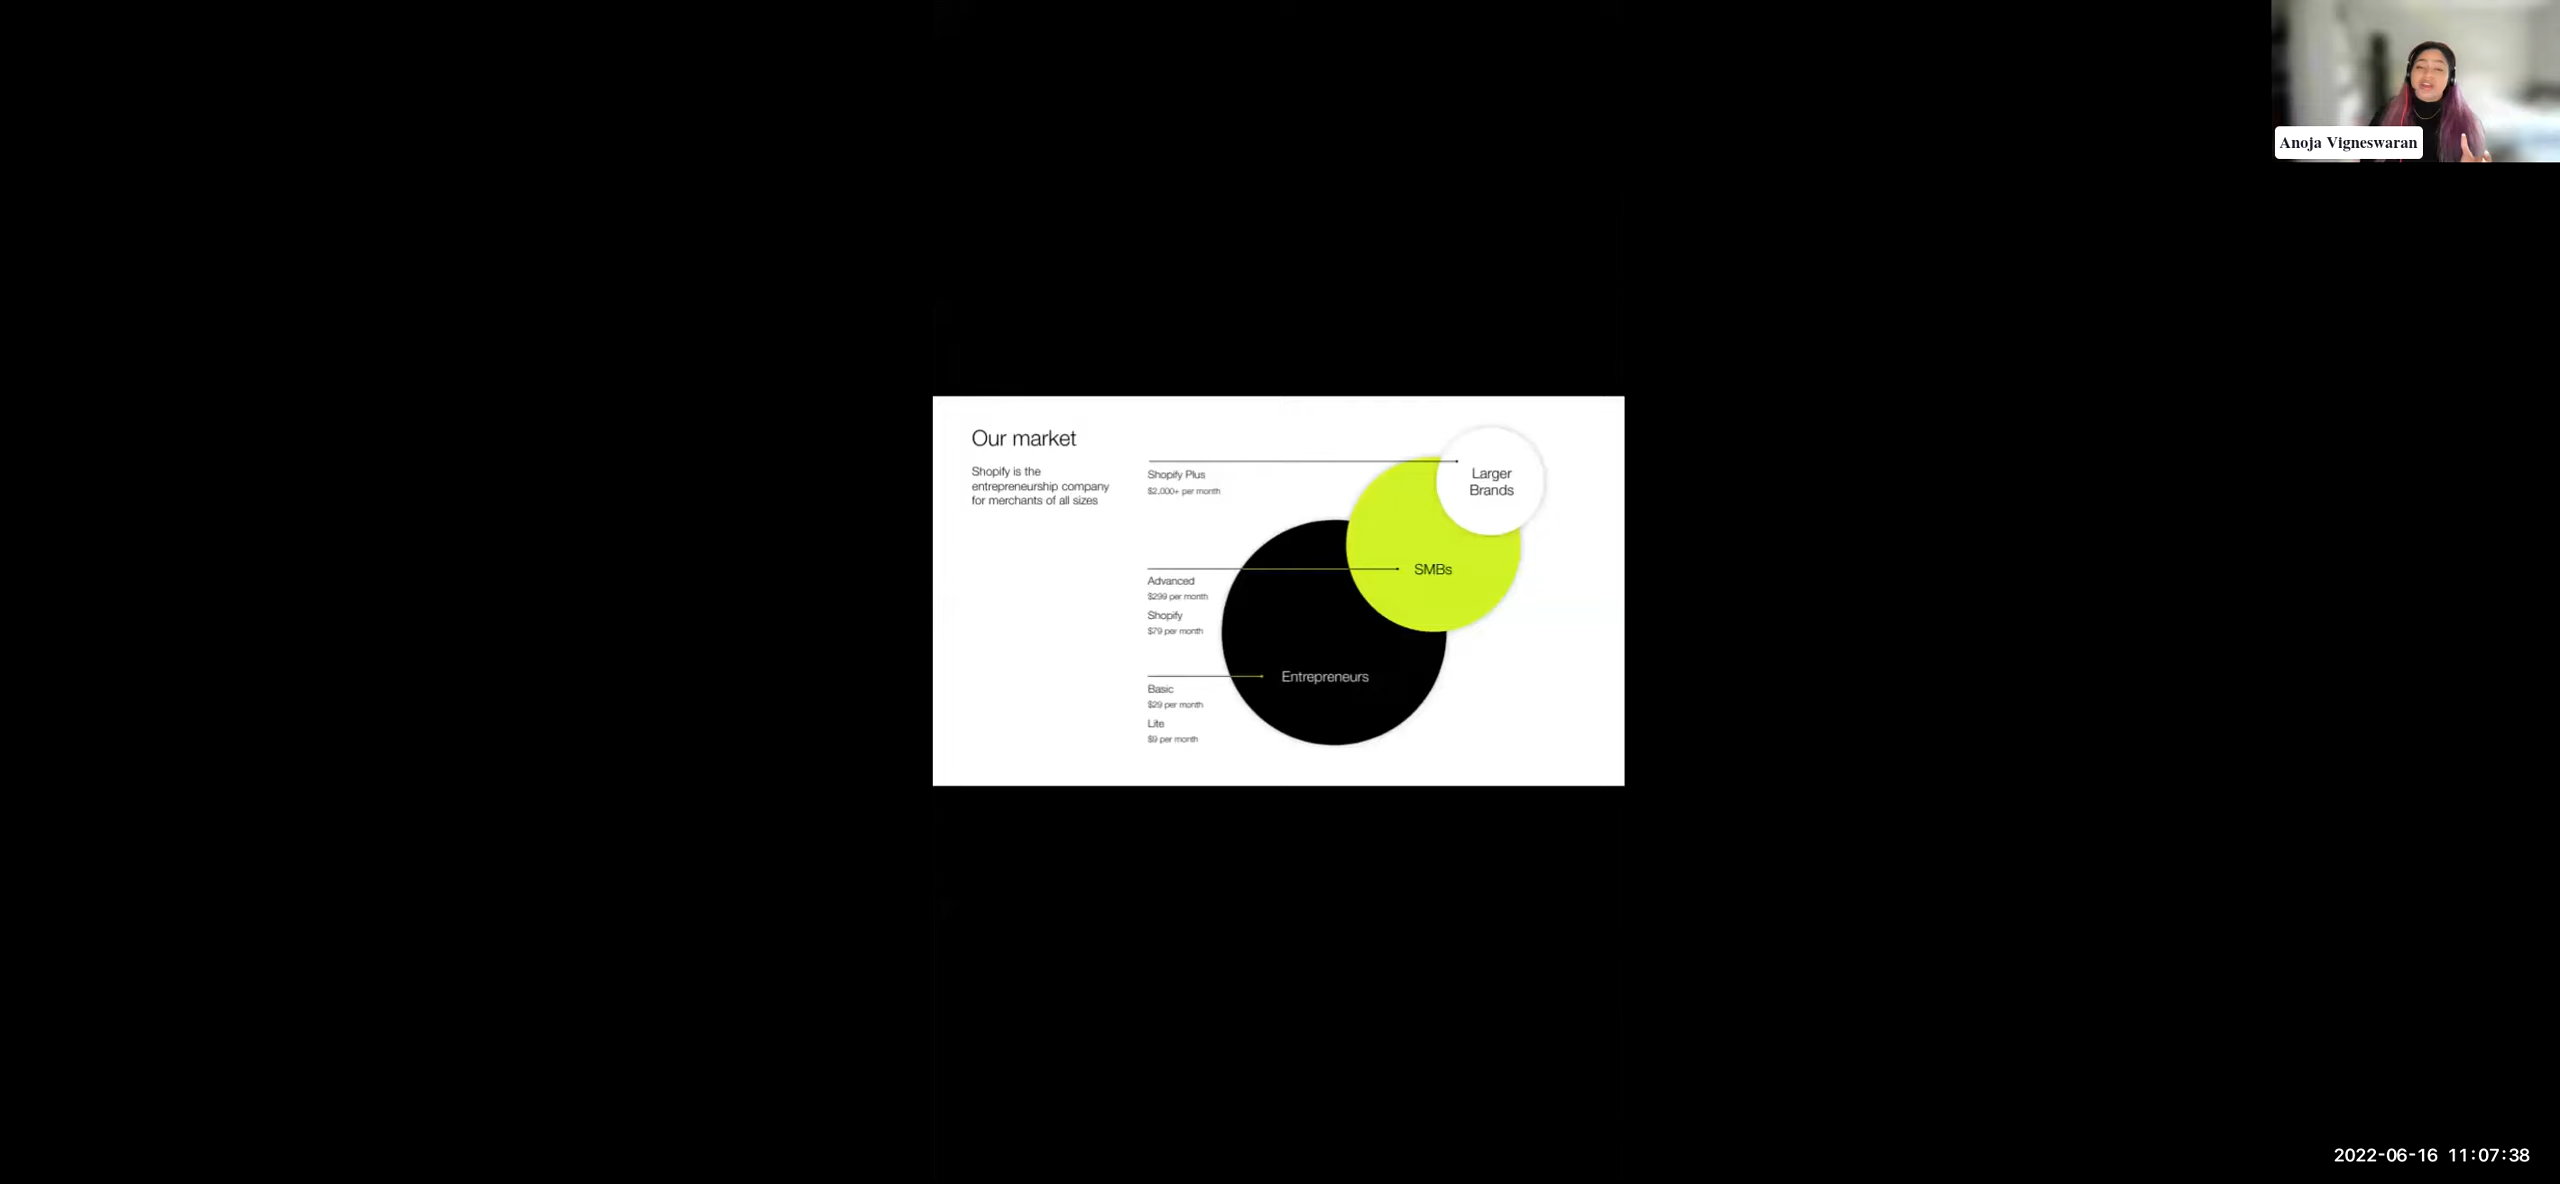 Our market
Shopify is the
entrepreneurship company
for merchants of all sizes
Shopify Plus
$2,000+ per month
Larger
Brands
Advanced
$299 per month
Shopify
$79 per month
SMBs
Basic
$29 per month
Lite
$9 per month
Entrepreneurs
Anoja Vigneswaran
2022-06-16 11:07:38